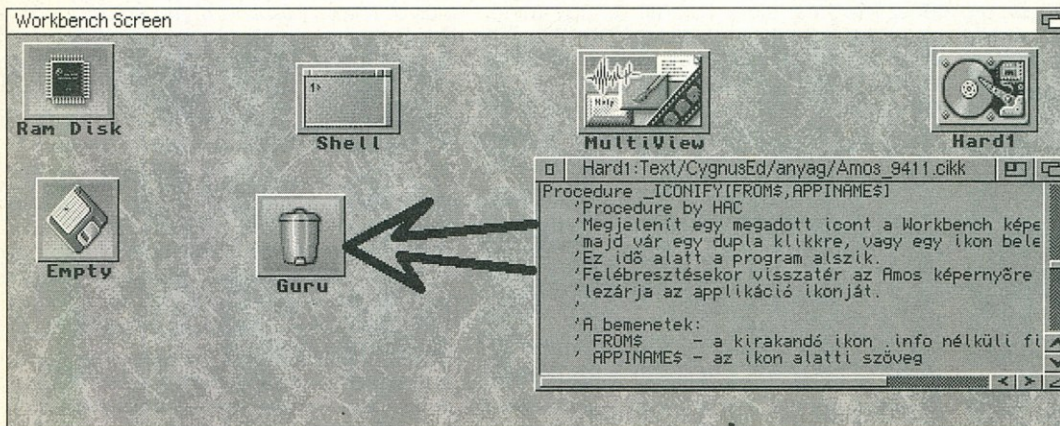 Workbench Screen
Ram Disk
1>
Shell
Help
MultiView
Hard1
Empty
Guru
Hard1:Text/CygnusEd/anyag/Amos_9411.cikk
Procedure _ICONIFY[FROM$,APPINAME$]
'Procedure by HAC
'Megjelenít egy megadott icont a Workbench képe
'majd vár egy dupla klikkre, vagy egy ikon bele
'Ez idő alatt a program alszik.
'Felébresztésekor visszatér az Amos képernyőre
'lezárja az applikáció ikonját.
'
'A bemenetek:
' FROM$ - a kirakandó ikon .info nélküli fi
' APPINAME$ - az ikon alatti szöveg